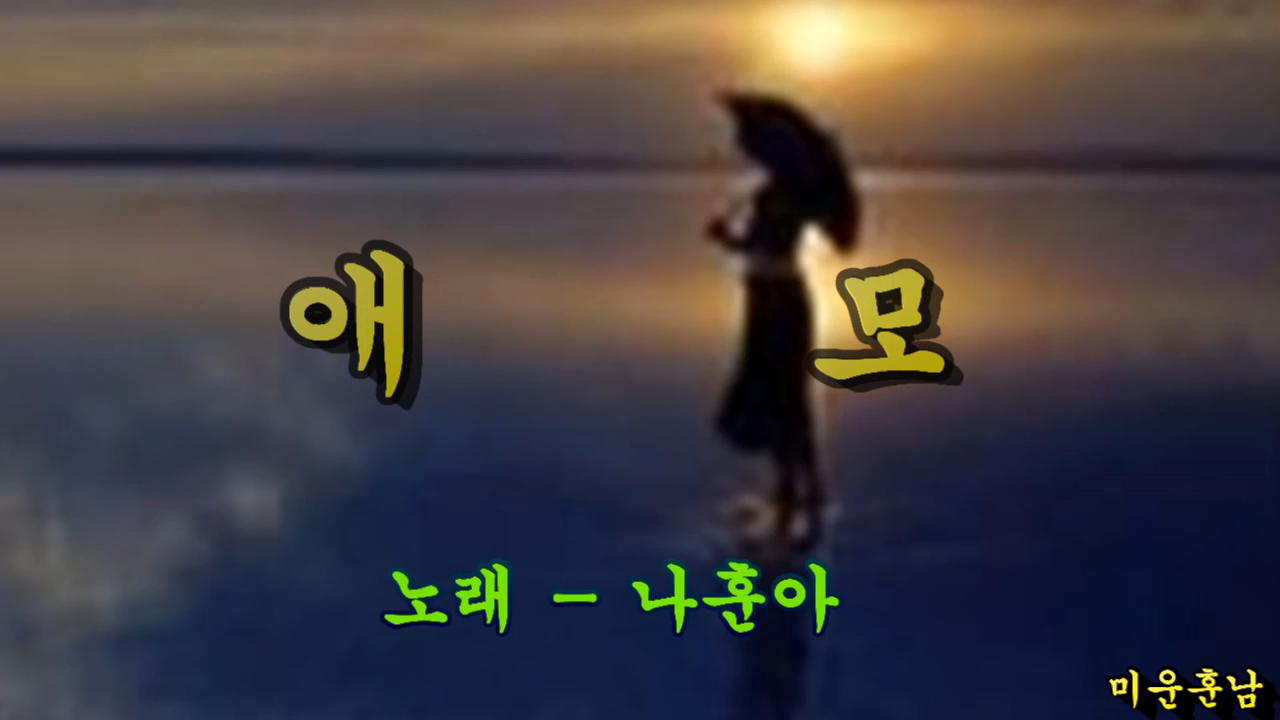 애 모
노래 - 나훈아
미운훈남